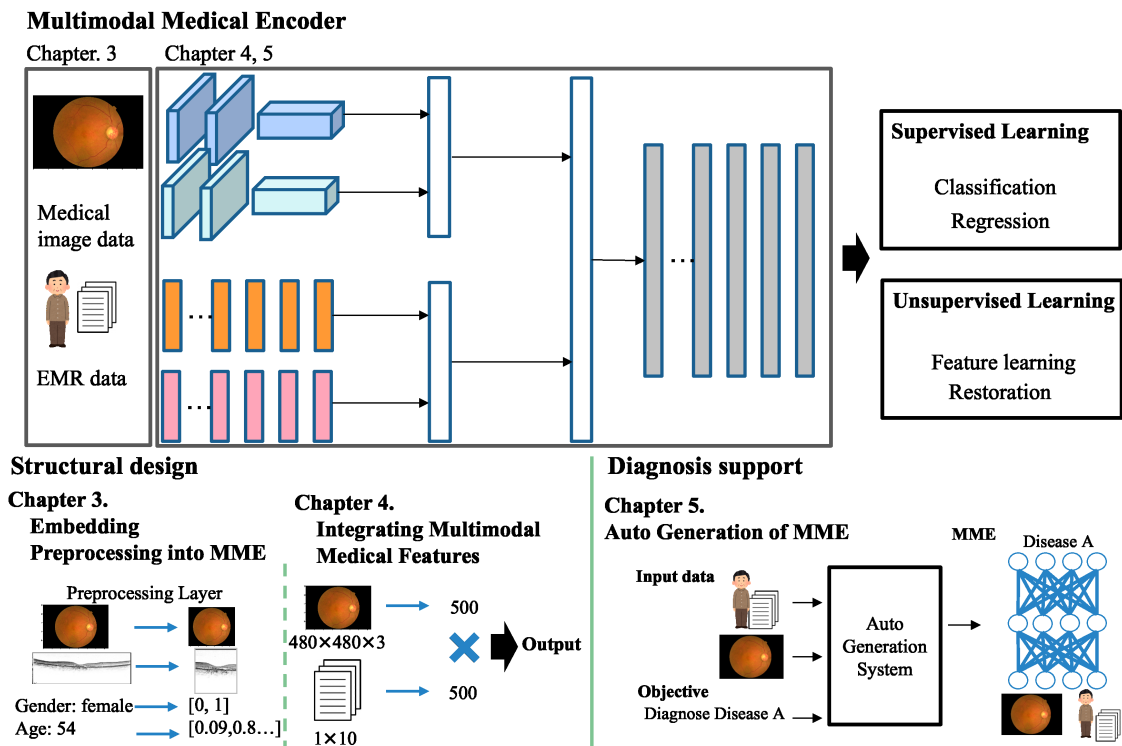 Multimodal Medical Encoder
Chapter. 3
Chapter 4, 5
Medical
image data
EMR data
...
...
...
Supervised Learning
Classification
Regression
Unsupervised Learning
Feature learning
Restoration
Structural design
Chapter 3.
Embedding
Preprocessing into MME
Preprocessing Layer
Gender: female
[0, 1]
Age: 54
[0.09,0.8…]
Chapter 4.
Integrating Multimodal
Medical Features
480×480×3
500
×
500
1×10
Output
Diagnosis support
Chapter 5.
Auto Generation of MME
Input data
Objective
Diagnose Disease A
Auto
Generation
System
MME
Disease A